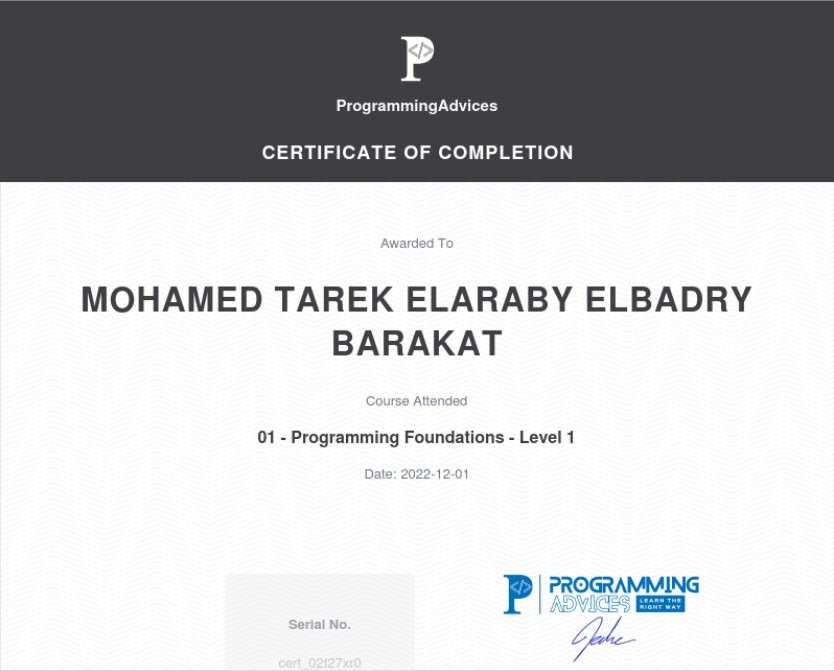 ProgrammingAdvices
CERTIFICATE OF COMPLETION
Awarded To
MOHAMED TAREK ELARABY ELBADRY
BARAKAT
Course Attended
01 - Programming Foundations - Level 1
Date: 2022-12-01
PROGRAMMING
ADVICES LEARN THE
RIGHT WAY
Serial No.
cert_02f27xr0